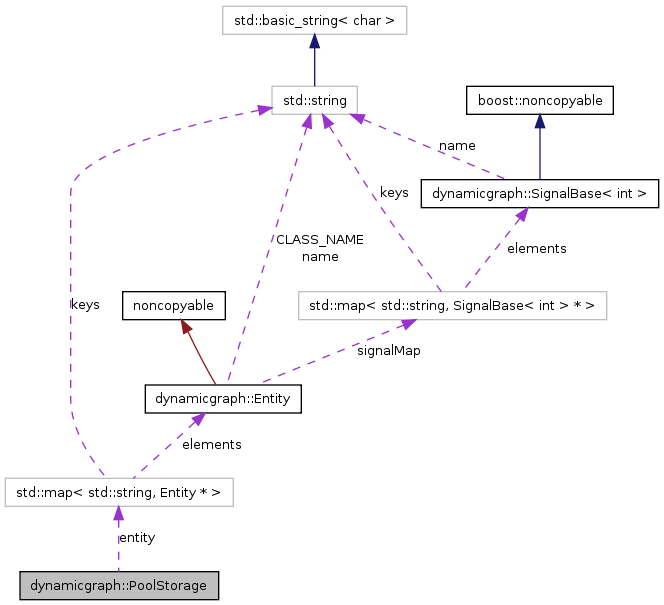 std::basic_string< char >
std::string
boost::noncopyable
name
keys
dynamicgraph::SignalBase< int >
CLASS_NAME
name
elements
noncopyable
keys
std::map< std::string, SignalBase< int > * >
signalMap
dynamicgraph::Entity
elements
std::map< std::string, Entity * >
entity
dynamicgraph::PoolStorage